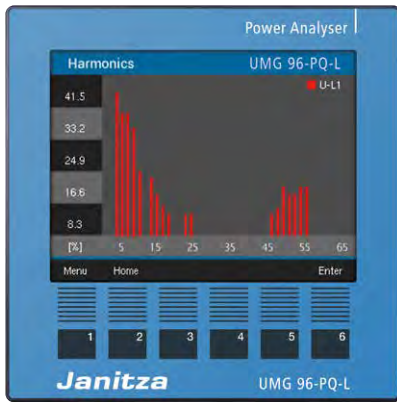 Power Analyser
Harmonics UMG 96-PQ-L
U-L1
41.5
33.2
24.9
16.6
8.3
[%] 5 15 25 35 45 55 65
Menu Home Enter
1 2 3 4 5 6
Janitza UMG 96-PQ-L